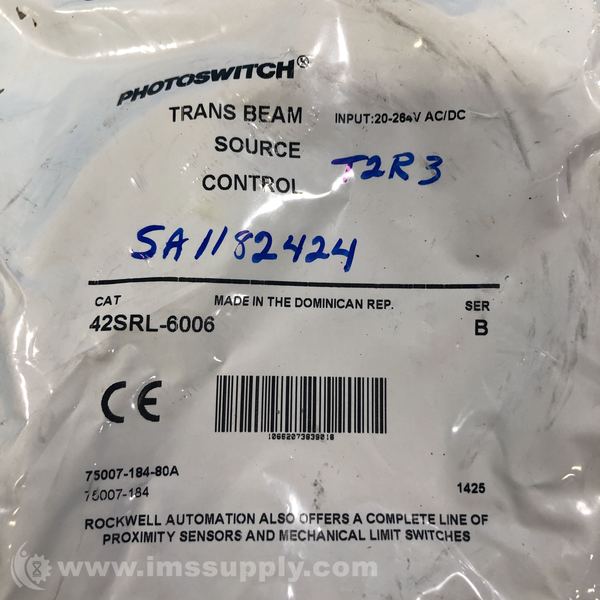 PHOTOSWITCH®
TRANS BEAM INPUT:20-264V AC/DC
SOURCE
CONTROL T2R3
SA1182424
CAT MADE IN THE DOMINICAN REP. SER
42SRL-6006 B
CE
10662073839018
75007-184-80A
75007-184 1425
ROCKWELL AUTOMATION ALSO OFFERS A COMPLETE LINE OF
PROXIMITY SENSORS AND MECHANICAL LIMIT SWITCHES
www.imssupply.com